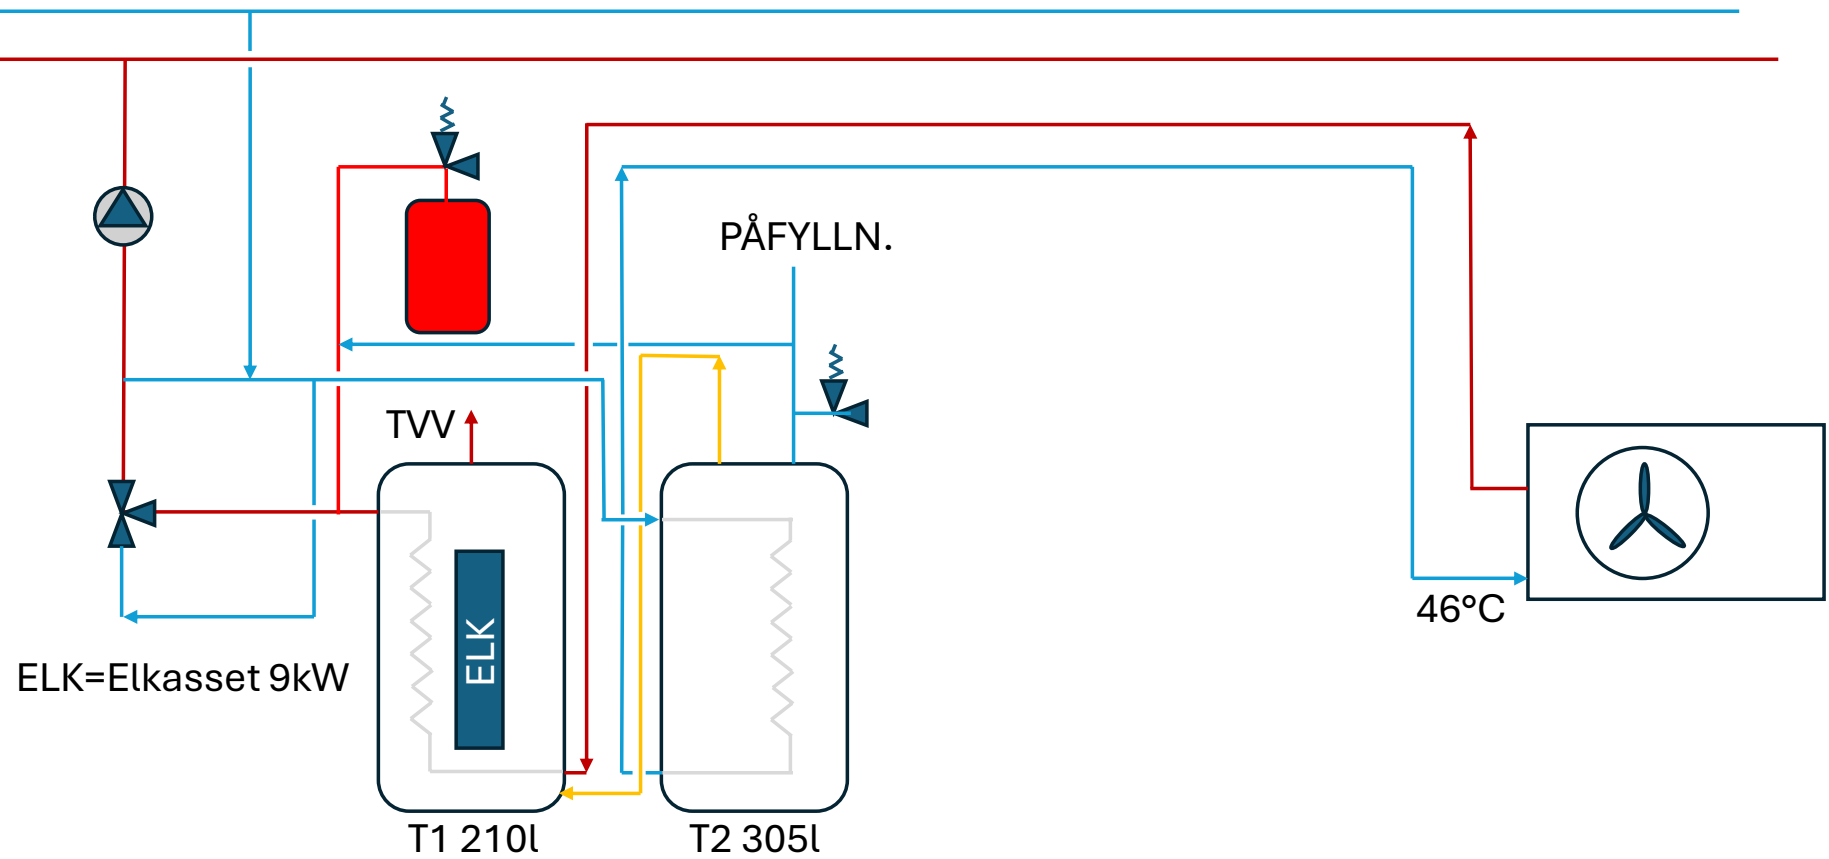 PÅFYLLN.
TVV
46°C
ELK
ELK=Elkasset 9kW
T1 210l
T2 305l